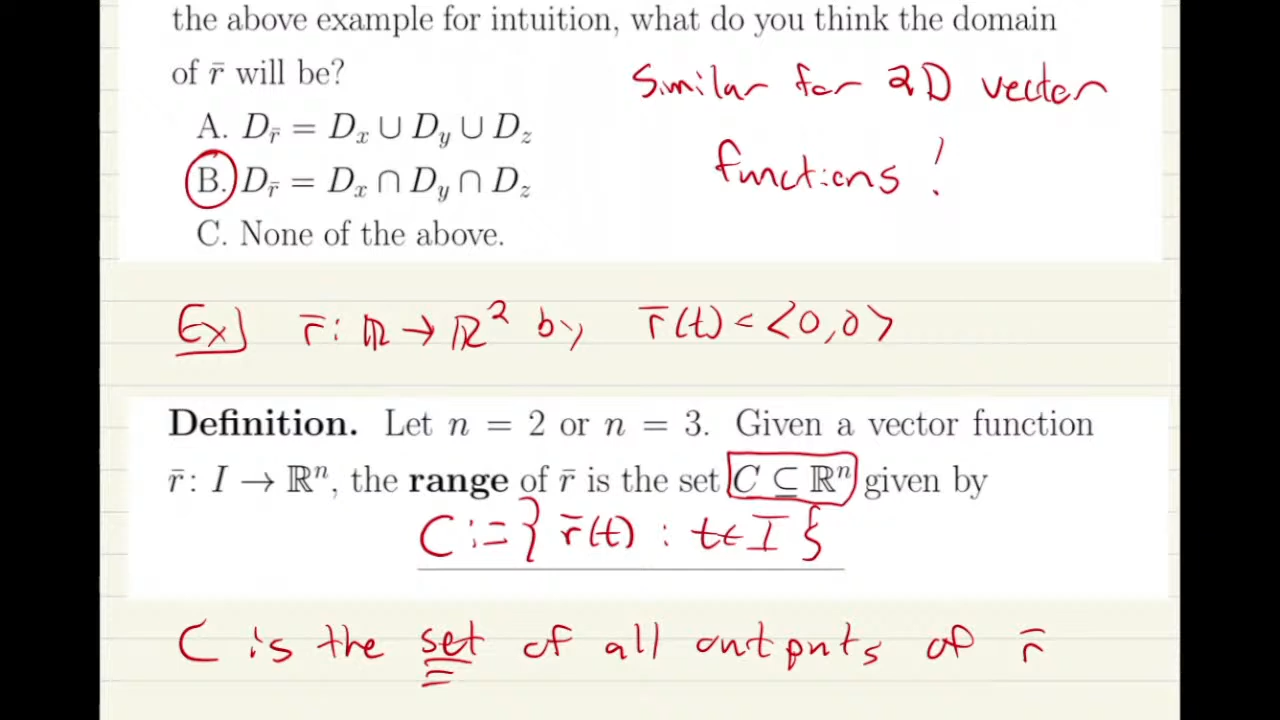 the above example for intuition, what do you think the domain
of r̄ will be?
Similar for 2D vector
functions!
A. D_r̄ = D_x ∪ D_y ∪ D_z
B. D_r̄ = D_x ∩ D_y ∩ D_z
C. None of the above.
Ex] r̄: ℝ → ℝ² by r̄(t) = <0,0>
Definition. Let n = 2 or n = 3. Given a vector function
r̄: I → ℝⁿ, the range of r̄ is the set C ⊆ ℝⁿ given by
C := { r̄(t) : t ∈ I }
C is the set of all outputs of r̄